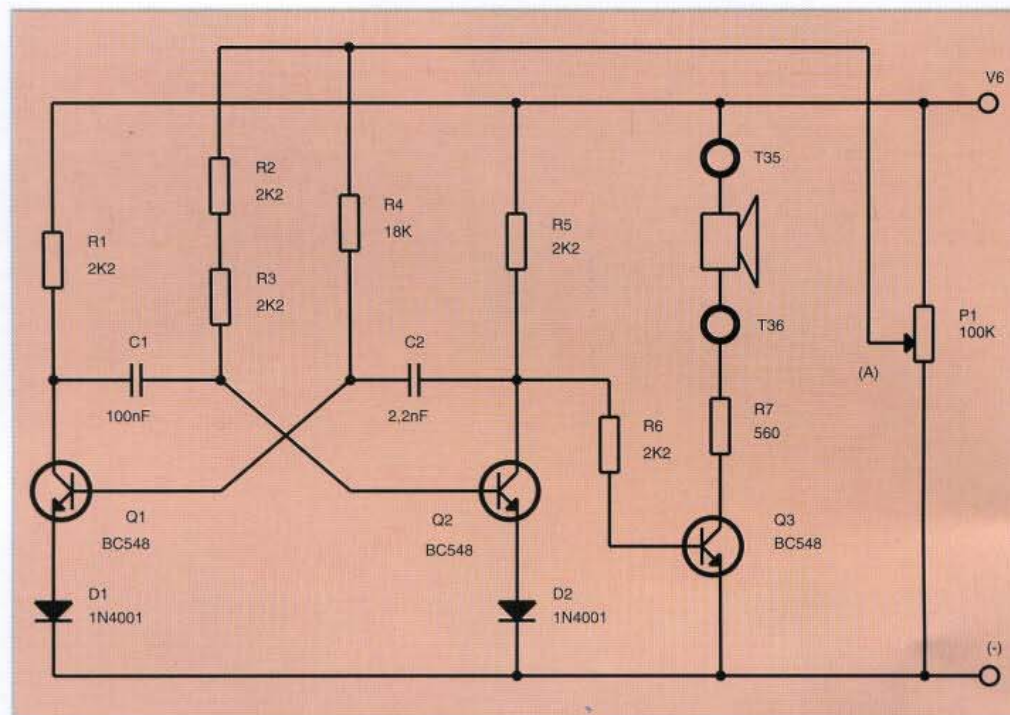 V6
T35
R2
2K2
R4
18K
R5
2K2
R1
2K2
R3
2K2
P1
100K
T36
C1
100nF
C2
2,2nF
(A)
R7
560
R6
2K2
Q1
BC548
Q2
BC548
Q3
BC548
D1
1N4001
D2
1N4001
(-)